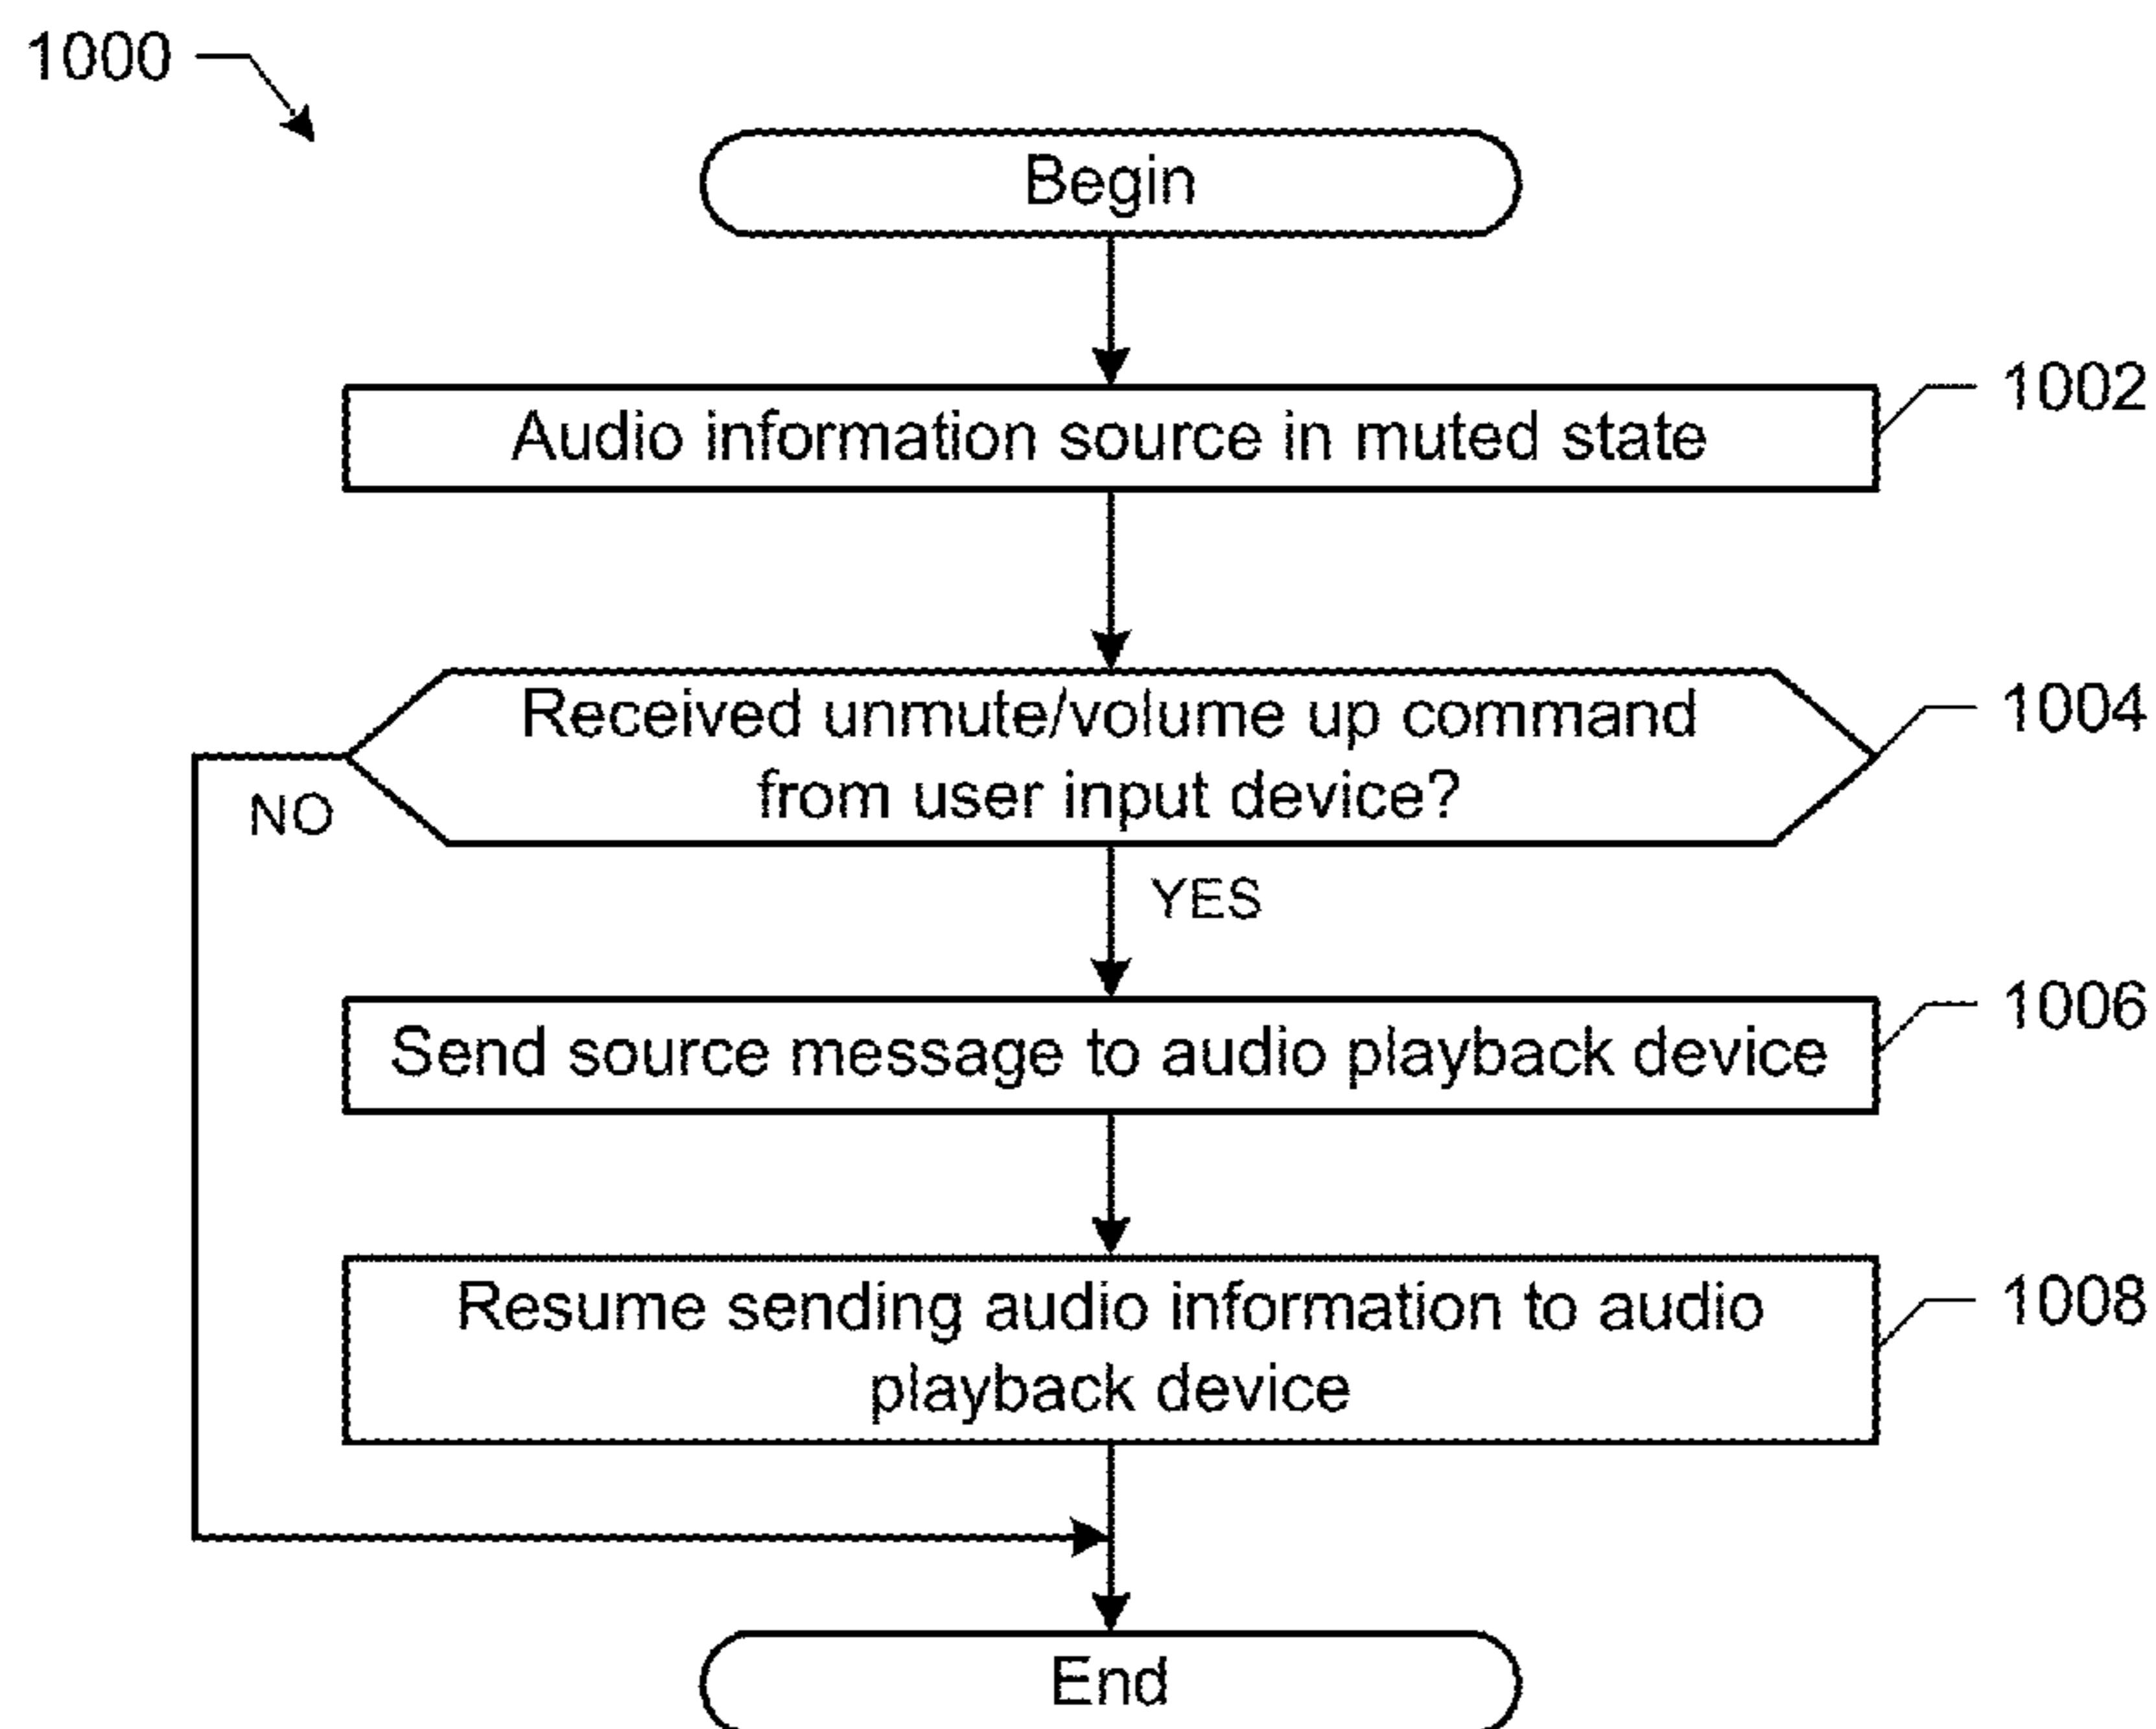 1000
Begin
Audio information source in muted state
1002
Received unmute/volume up command
from user input device?
1004
NO
YES
Send source message to audio playback device
1006
Resume sending audio information to audio
playback device
1008
End